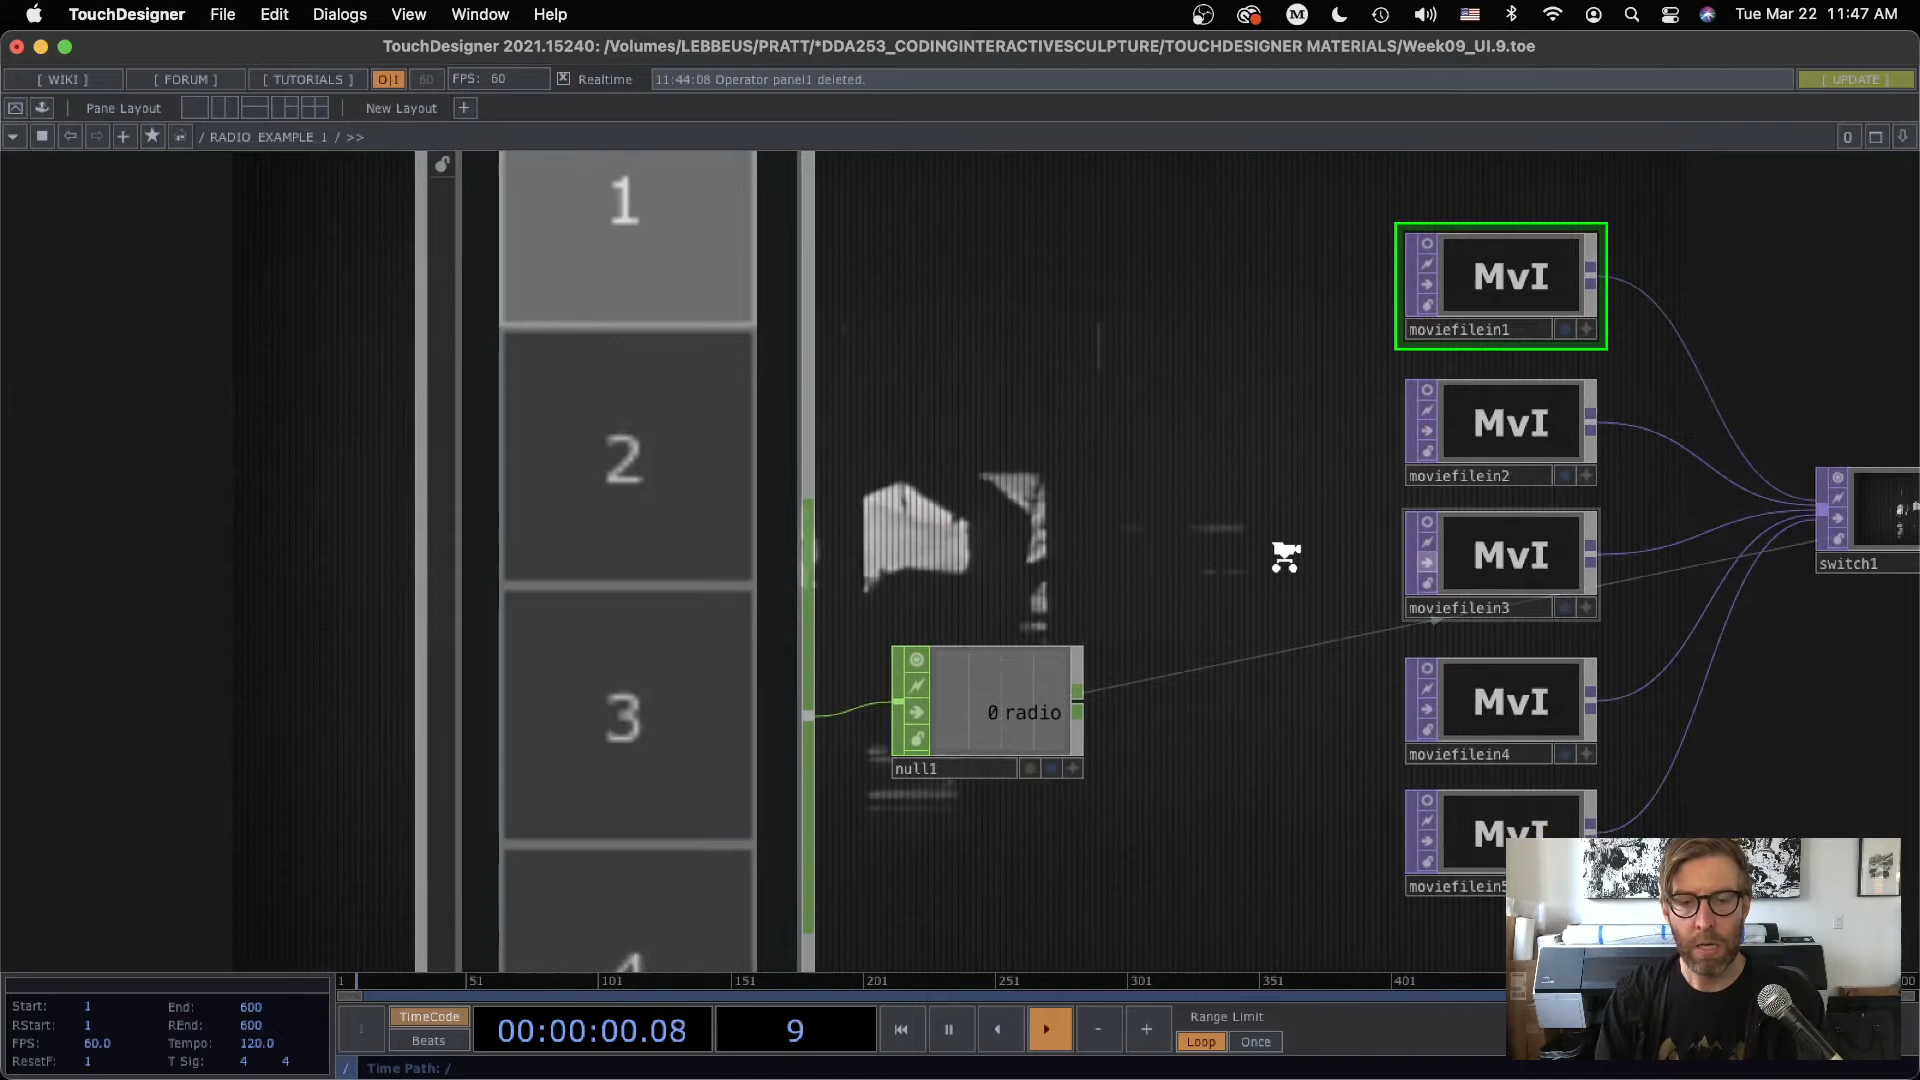 TouchDesigner File Edit Dialogs View Window Help Tue Mar 22 11:47 AM
TouchDesigner 2021.15240: /Volumes/LEBBEUS/PRATT/*DDA253_CODINGINTERACTIVESCULPTURE/TOUCHDESIGNER MATERIALS/Week09_UI.9.toe
[ WIKI ] [ FORUM ] [ TUTORIALS ] O|I 60 FPS: 60 Realtime 11:44:08 Operator panel1 deleted. [ UPDATE ]
Pane Layout New Layout +
/ RADIO EXAMPLE 1 / >> 0
1
2
3
4
MvI
moviefilein1
MvI
moviefilein2
MvI
moviefilein3
switch1
0 radio
null1
MvI
moviefilein4
MvI
moviefilein5
1 51 101 151 201 251 301 351 401
Start: 1 End: 600
RStart: 1 REnd: 600
FPS: 60.0 Tempo: 120.0
ResetF: 1 T Sig: 4 4
TimeCode
Beats
00:00:00.08 9
- +
Range Limit
Loop Once
/ Time Path: /